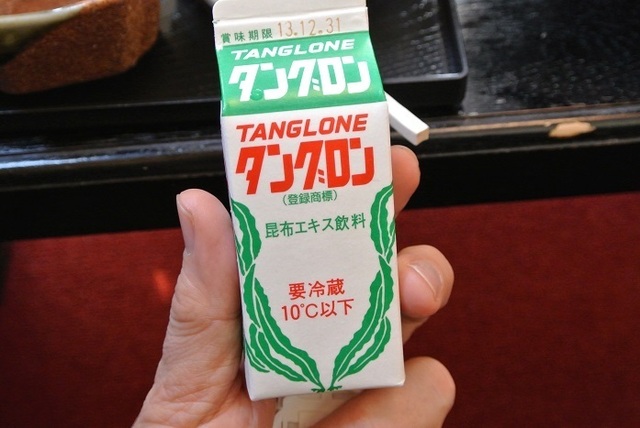 賞味期限 13.12.31
TANGLONE
タングロン
TANGLONE
タングロン
(登録商標)
昆布エキス飲料
要冷蔵
10℃以下